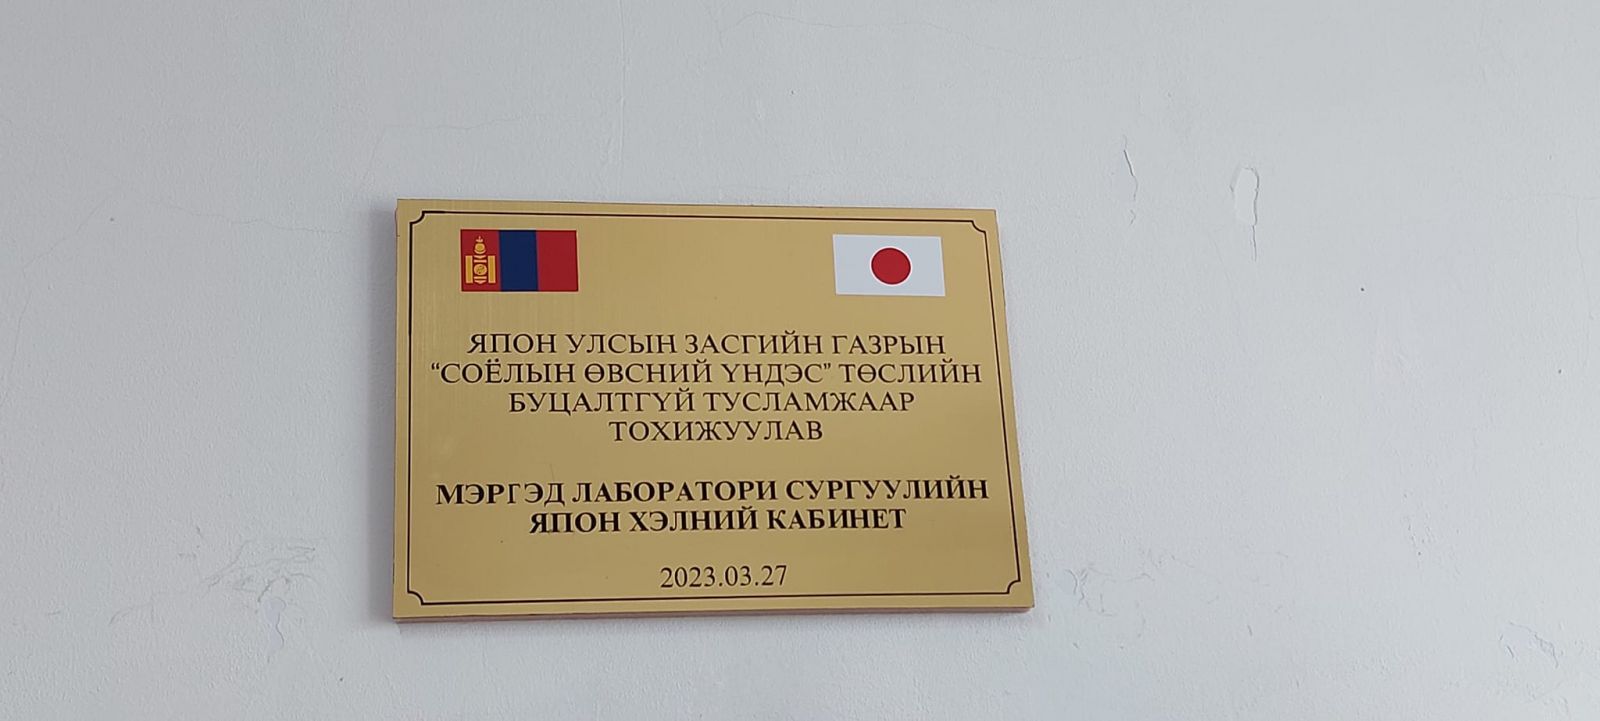 ЯПОН УЛСЫН ЗАСГИЙН ГАЗРЫН
“СОЁЛЫН ӨВСНИЙ ҮНДЭС” ТӨСЛИЙН
БУЦАЛТГҮЙ ТУСЛАМЖААР
ТОХИЖУУЛАВ
МЭРГЭД ЛАБОРАТОРИ СУРГУУЛИЙН
ЯПОН ХЭЛНИЙ КАБИНЕТ
2023.03.27